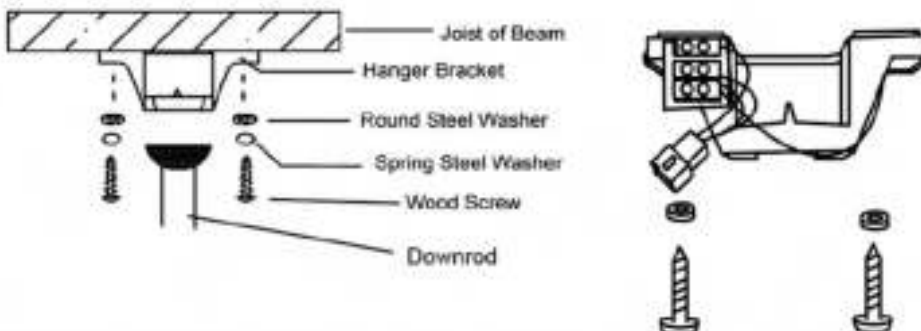 Joist of Beam
Hanger Bracket
Round Steel Washer
Spring Steel Washer
Wood Screw
Downrod